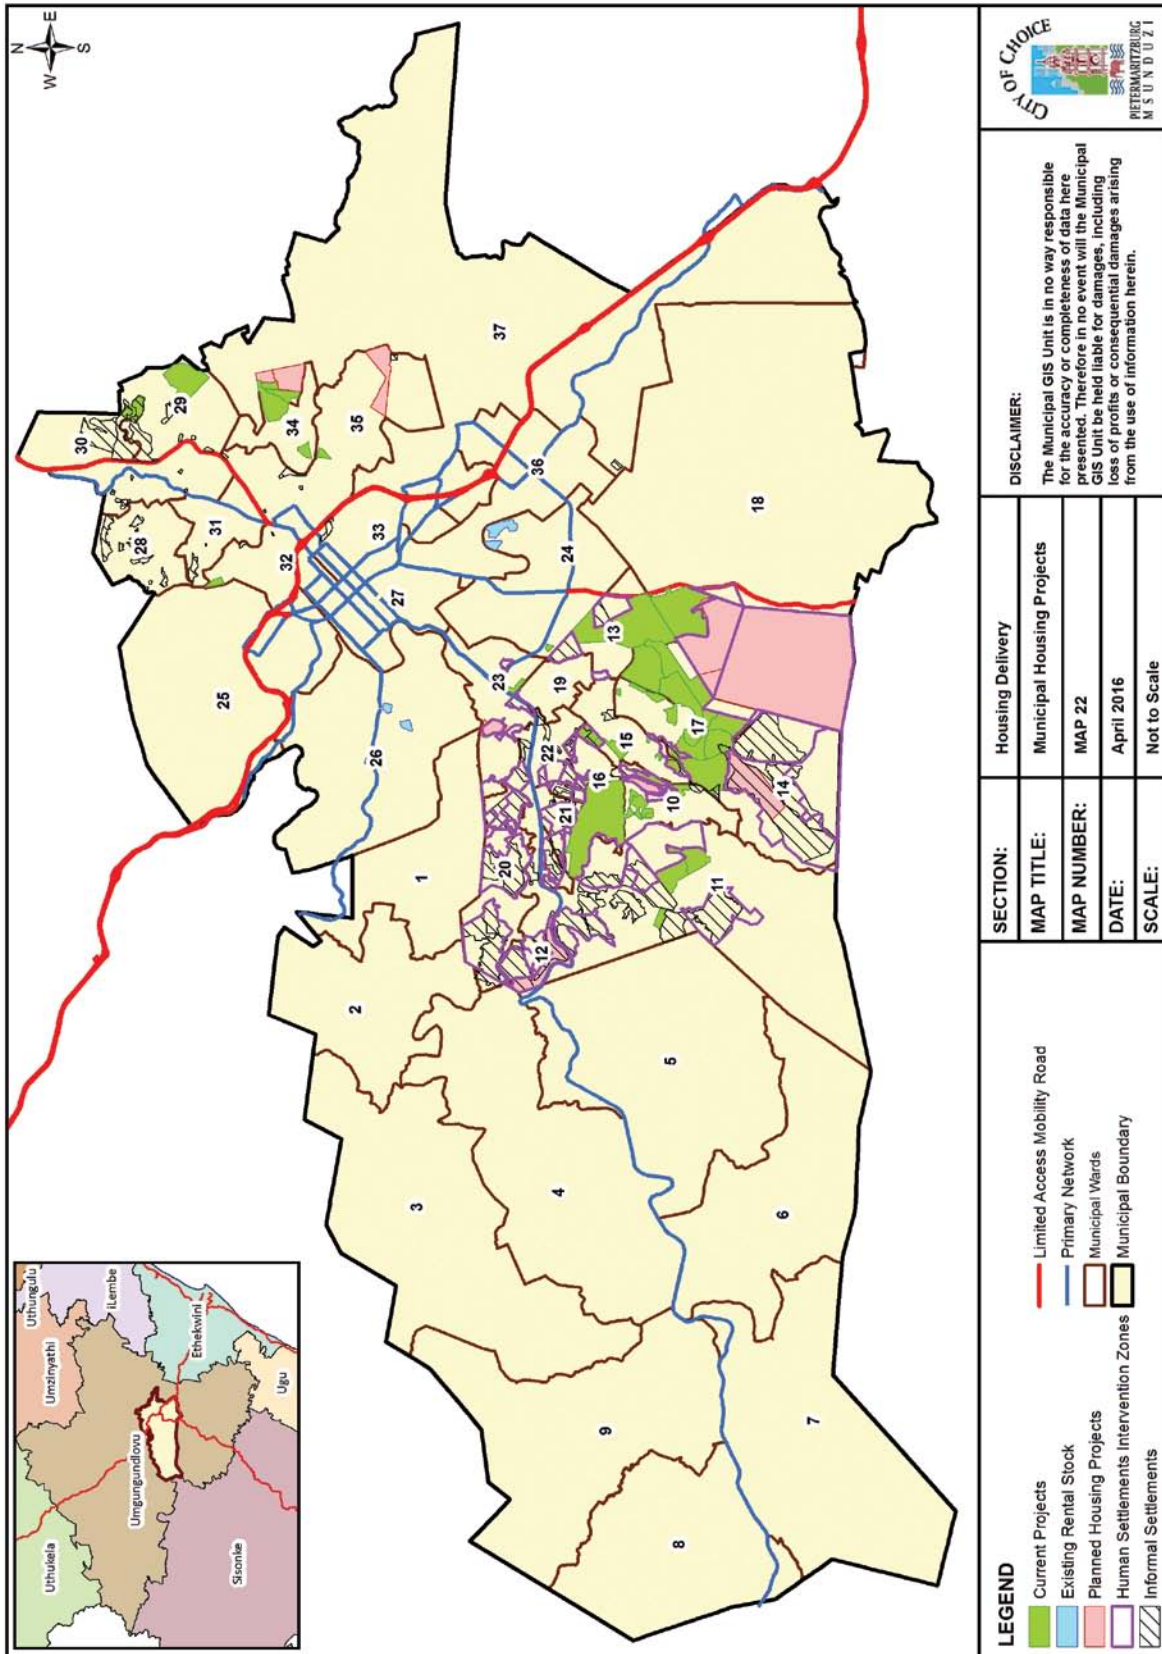 N
W
E
S
Uthungulu
Umzinyathi
iLembe
Uthukela
Umgungundlovu
Ethekwini
Ugu
Sisonke
1
2
3
4
5
6
7
8
9
10
11
12
13
14
15
16
17
18
19
20
21
22
23
24
25
26
27
28
29
30
31
32
33
34
35
36
37
LEGEND
Current Projects
Existing Rental Stock
Planned Housing Projects
Human Settlements Intervention Zones
Informal Settlements
Limited Access Mobility Road
Primary Network
Municipal Wards
Municipal Boundary
SECTION: Housing Delivery
MAP TITLE: Municipal Housing Projects
MAP NUMBER: MAP 22
DATE: April 2016
SCALE: Not to Scale
DISCLAIMER:
The Municipal GIS Unit is in no way responsible
for the accuracy or completeness of data here
presented. Therefore in no event will the Municipal
GIS Unit be held liable for damages, including
loss of profits or consequential damages arising
from the use of information herein.
CITY OF CHOICE
PIETERMARITZBURG
MSUNDUZI